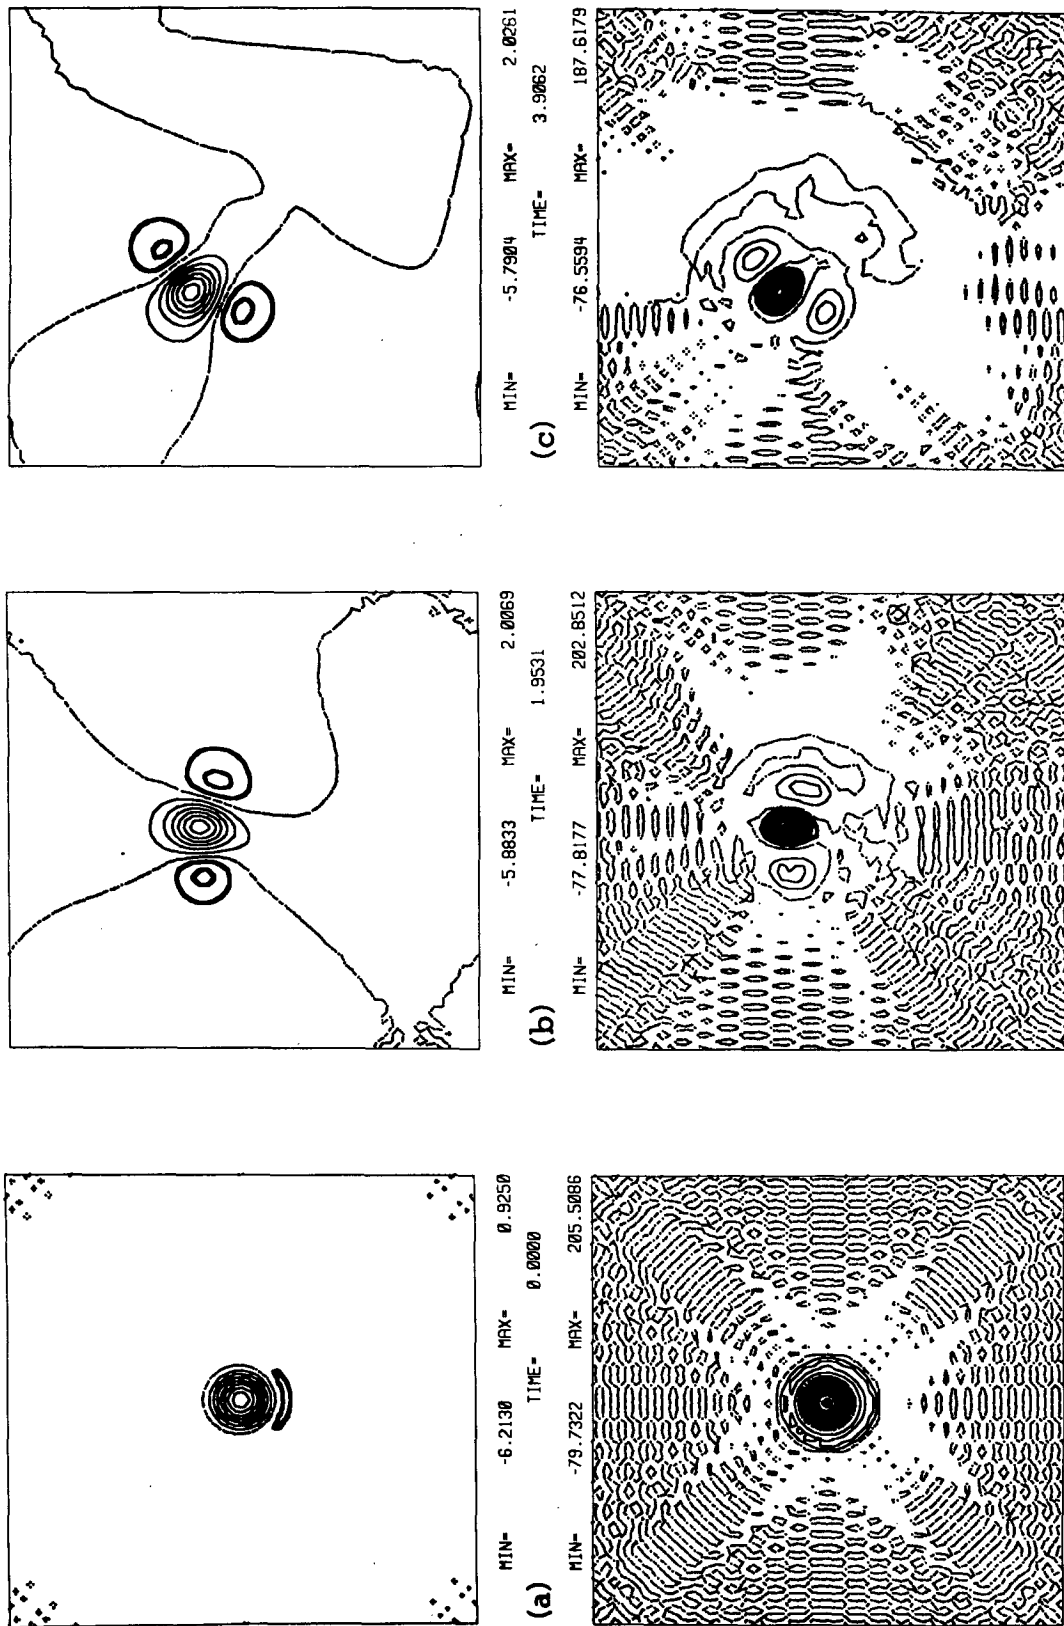 MIN= -6.2130 MAX= 0.9250
(a) TIME= 0.0000
MIN= -79.7322 MAX= 205.5086
MIN= -5.8833 MAX= 2.0069
(b) TIME= 1.9531
MIN= -77.8177 MAX= 202.8512
MIN= -5.7904 MAX= 2.0261
(c) TIME= 3.9062
MIN= -76.5594 MAX= 187.6179